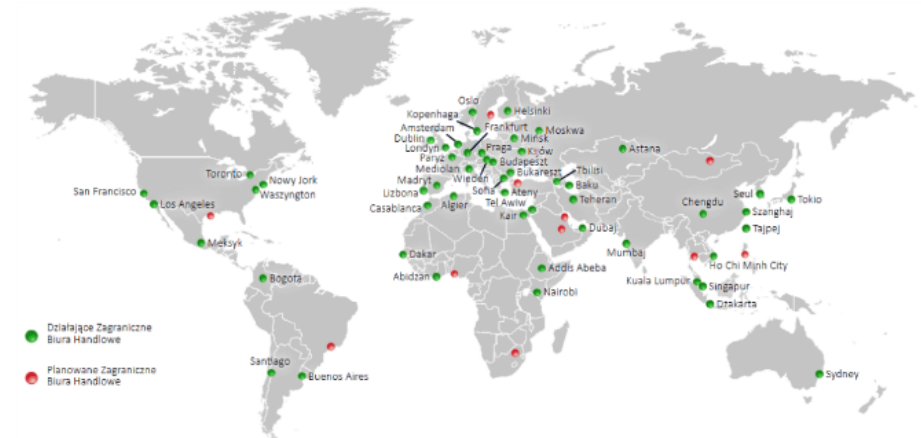 Oslo
Kopenhaga
Helsinki
Amsterdam
Frankfurt
Dublin
Mińsk
Moskwa
Londyn
Praga
Kijów
Astana
Paryż
Budapeszt
Mediolan
Wiedeń
Bukareszt
Tbilisi
Toronto
Nowy Jork
Madryt
Sofia
Ateny
Baku
San Francisco
Waszyngton
Lizbona
Teheran
Seul
Tokio
Los Angeles
Casablanca
Algier
Tel Awiw
Chengdu
Szanghaj
Kair
Dubaj
Tajpej
Meksyk
Mumbaj
Dakar
Addis Abeba
Ho Chi Minh City
Bogota
Abidżan
Kuala Lumpur
Singapur
Nairobi
Dżakarta
Działające Zagraniczne
Biura Handlowe
Planowane Zagraniczne
Biura Handlowe
Santiago
Buenos Aires
Sydney